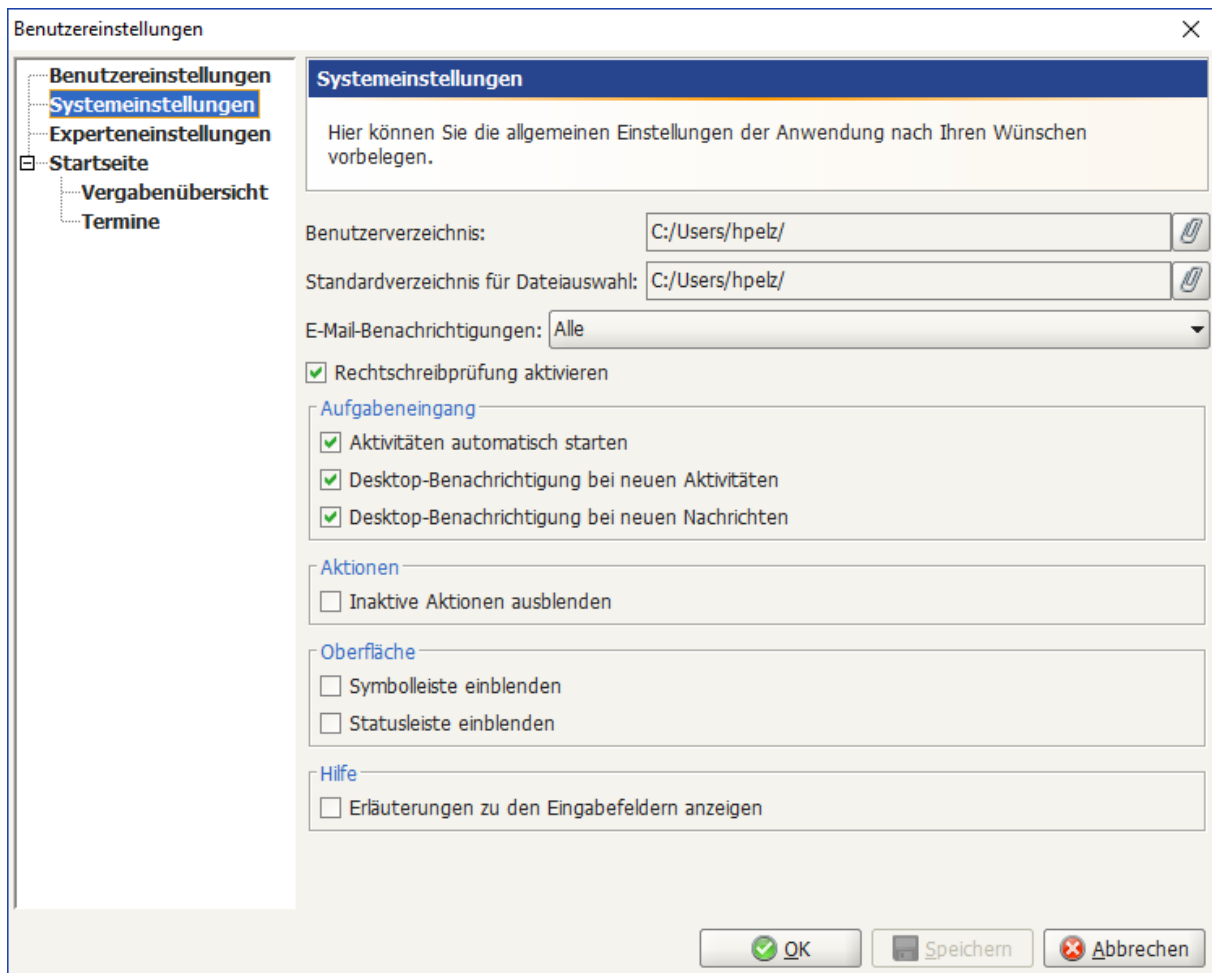 Benutzereinstellungen
Benutzereinstellungen
Systemeinstellungen
Experteneinstellungen
Startseite
Vergabenübersicht
Termine
Systemeinstellungen
Hier können Sie die allgemeinen Einstellungen der Anwendung nach Ihren Wünschen
vorbelegen.
Benutzerverzeichnis: C:/Users/hpelz/
Standardverzeichnis für Dateiauswahl: C:/Users/hpelz/
E-Mail-Benachrichtigungen: Alle
Rechtschreibprüfung aktivieren
Aufgabeneingang
Aktivitäten automatisch starten
Desktop-Benachrichtigung bei neuen Aktivitäten
Desktop-Benachrichtigung bei neuen Nachrichten
Aktionen
Inaktive Aktionen ausblenden
Oberfläche
Symbolleiste einblenden
Statusleiste einblenden
Hilfe
Erläuterungen zu den Eingabefeldern anzeigen
OK Speichern Abbrechen